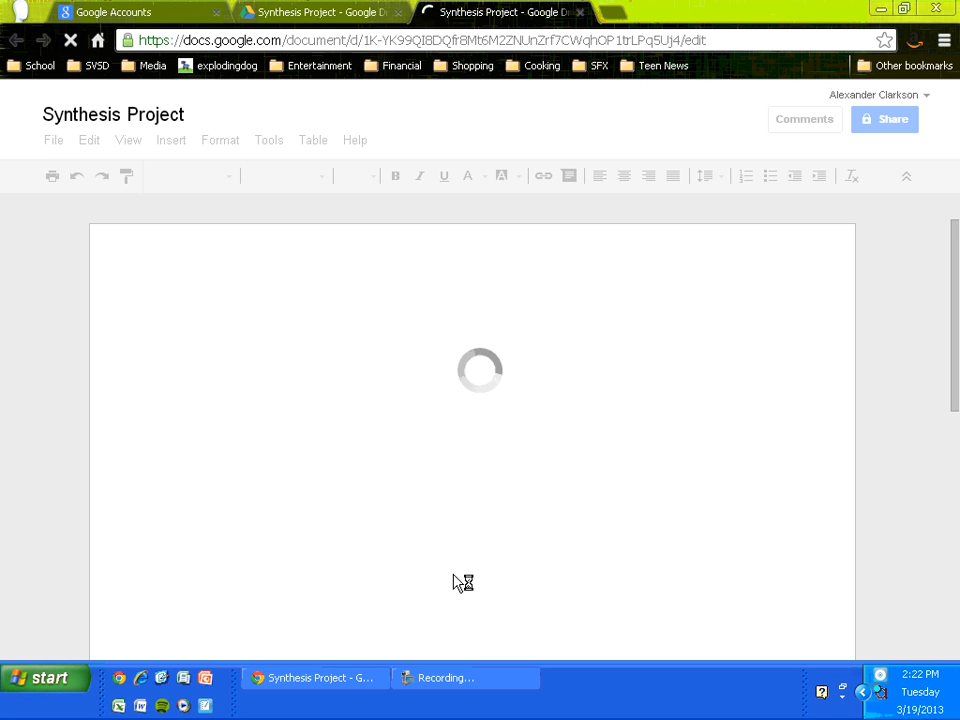 Google Accounts
Synthesis Project - Google D
Synthesis Project - Google D
https://docs.google.com/document/d/1K-YK99QI8DQfr8Mt6M2ZNUnZrf7CWqhOP1trLPq5Uj4/edit
School SVSD Media explodingdog Entertainment Financial Shopping Cooking SFX Teen News Other bookmarks
Alexander Clarkson
Synthesis Project
Comments Share
File Edit View Insert Format Tools Table Help
B I U A A
start Synthesis Project - G... Recording...
2:22 PM
Tuesday
3/19/2013